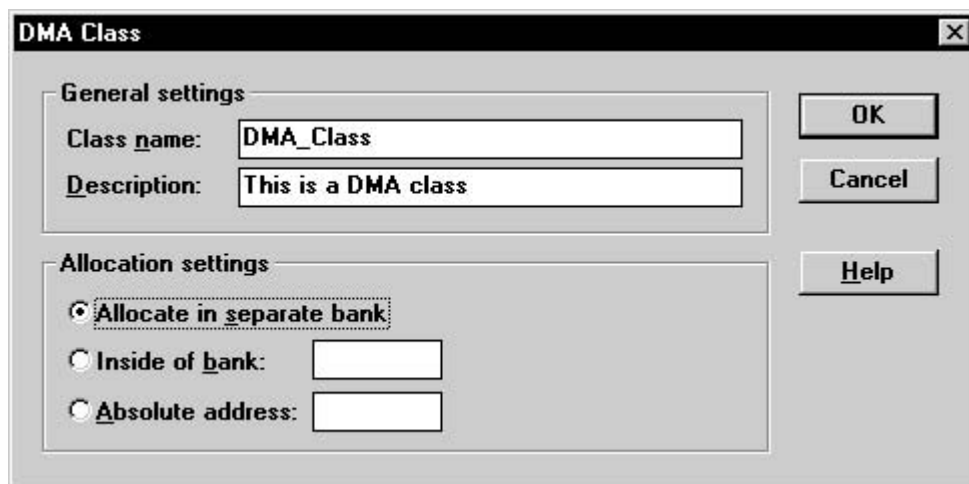 DMA Class
General settings
Class name: DMA_Class
OK
Description: This is a DMA class
Cancel
Allocation settings
Help
Allocate in separate bank
Inside of bank:
Absolute address: